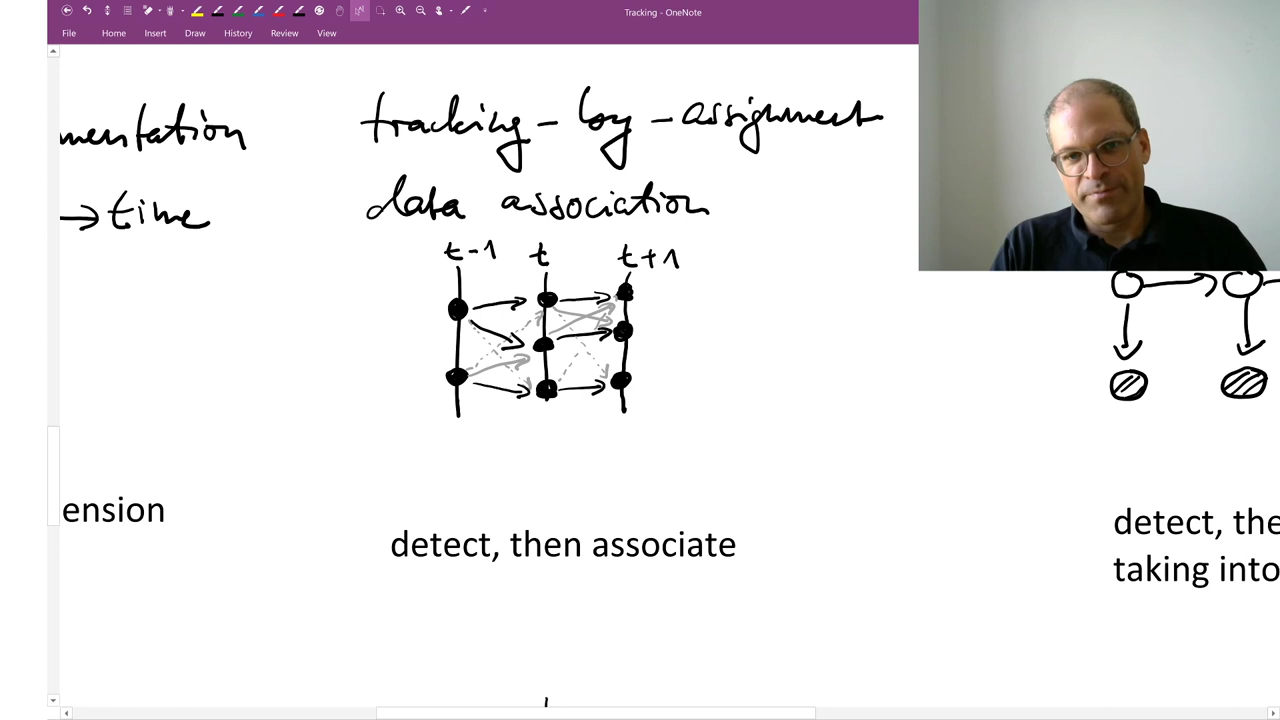 Tracking - OneNote
File Home Insert Draw History Review View
mentation
tracking - by - assignment
→ time
data association
t-1 t t+1
ension
detect, then associate
detect, the
taking into